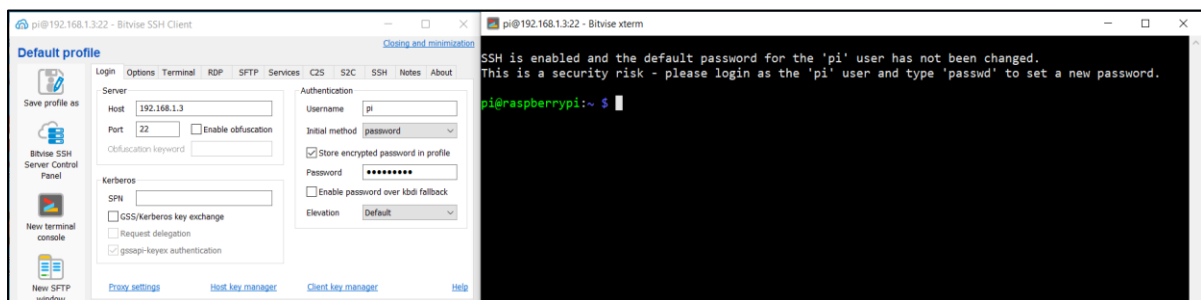 pi@192.168.1.3:22 - Bitvise SSH Client
Default profile
Closing and minimization
Save profile as
Bitvise SSH
Server Control
Panel
New terminal
console
New SFTP
window
Login Options Terminal RDP SFTP Services C2S S2C SSH Notes About
Server
Host 192.168.1.3
Port 22 Enable obfuscation
Obfuscation keyword
Kerberos
SPN
GSS/Kerberos key exchange
Request delegation
gssapi-keyex authentication
Authentication
Username pi
Initial method password
Store encrypted password in profile
Password •••••••••
Enable password over kbdi fallback
Elevation Default
Proxy settings Host key manager Client key manager Help
pi@192.168.1.3:22 - Bitvise xterm
SSH is enabled and the default password for the 'pi' user has not been changed.
This is a security risk - please login as the 'pi' user and type 'passwd' to set a new password.
pi@raspberrypi:~ $